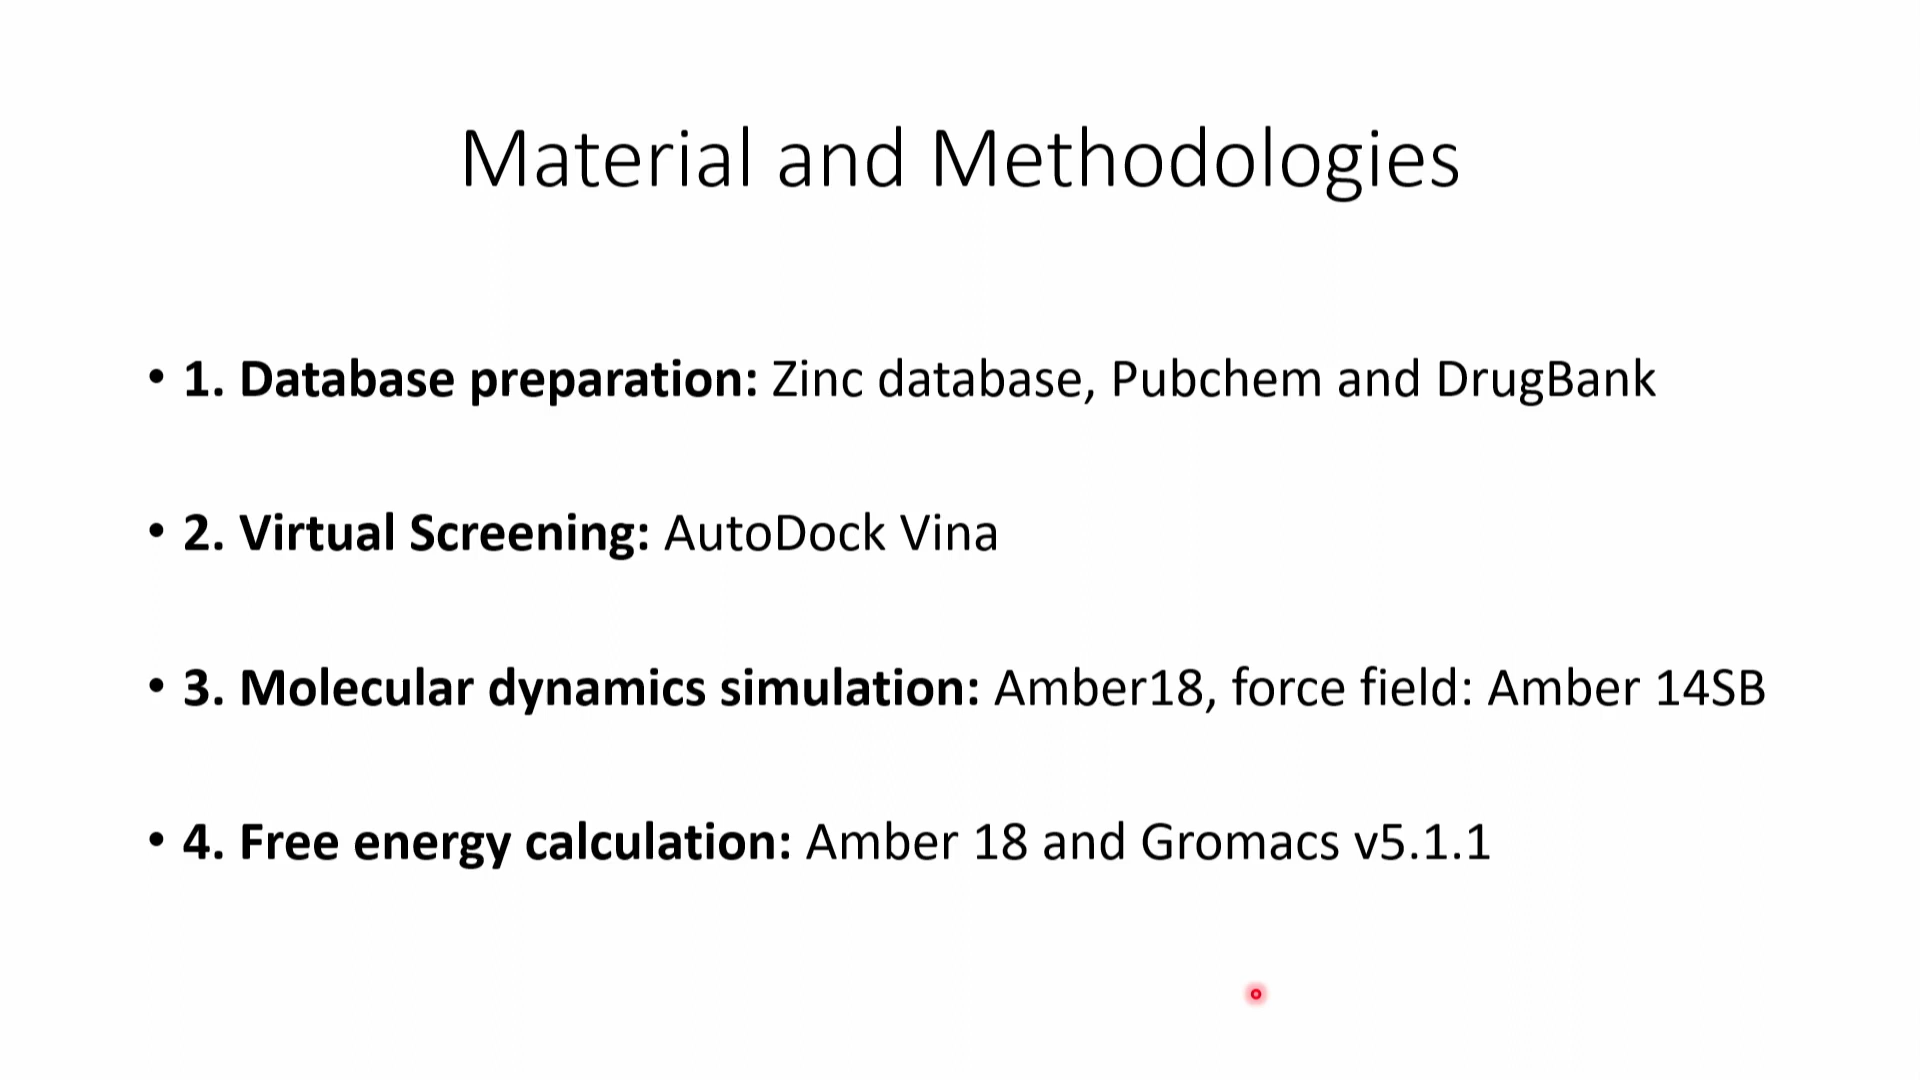 Material and Methodologies
• 1. Database preparation: Zinc database, Pubchem and DrugBank
• 2. Virtual Screening: AutoDock Vina
• 3. Molecular dynamics simulation: Amber18, force field: Amber 14SB
• 4. Free energy calculation: Amber 18 and Gromacs v5.1.1